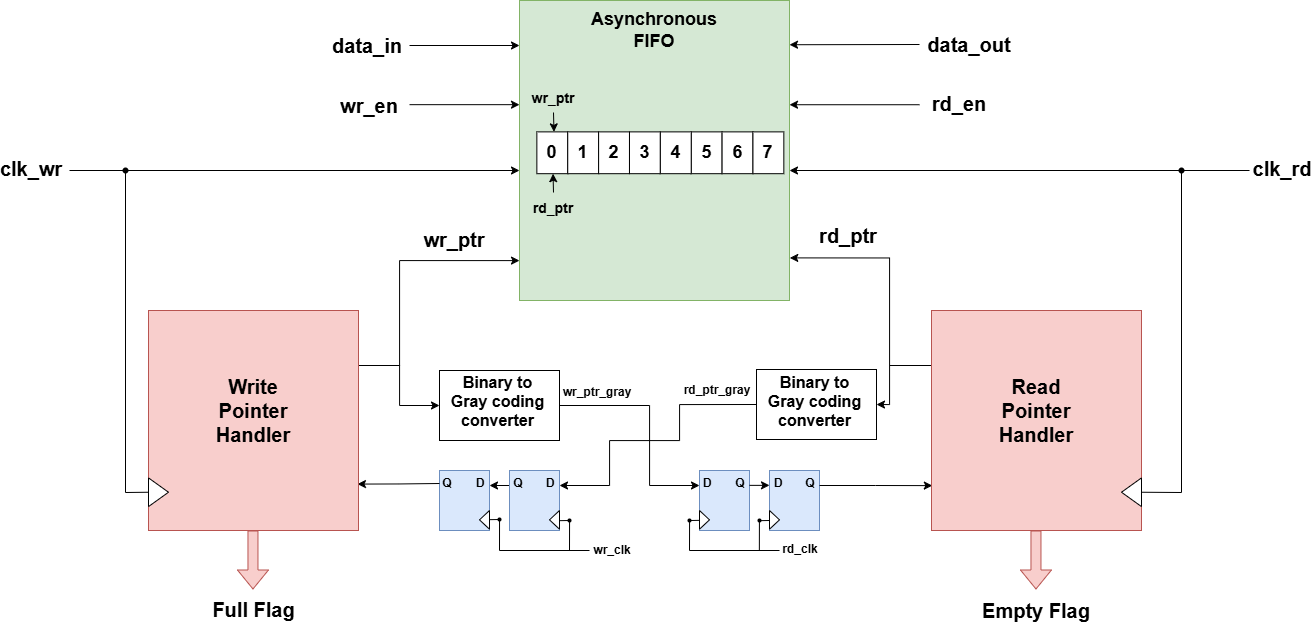 Asynchronous
FIFO
data_in
data_out
wr_en
wr_ptr
rd_en
0 1 2 3 4 5 6 7
clk_wr
clk_rd
rd_ptr
wr_ptr
rd_ptr
Write
Pointer
Handler
Binary to
Gray coding
converter
wr_ptr_gray
rd_ptr_gray
Binary to
Gray coding
converter
Read
Pointer
Handler
Q D
Q D
D Q
D Q
wr_clk
rd_clk
Full Flag
Empty Flag